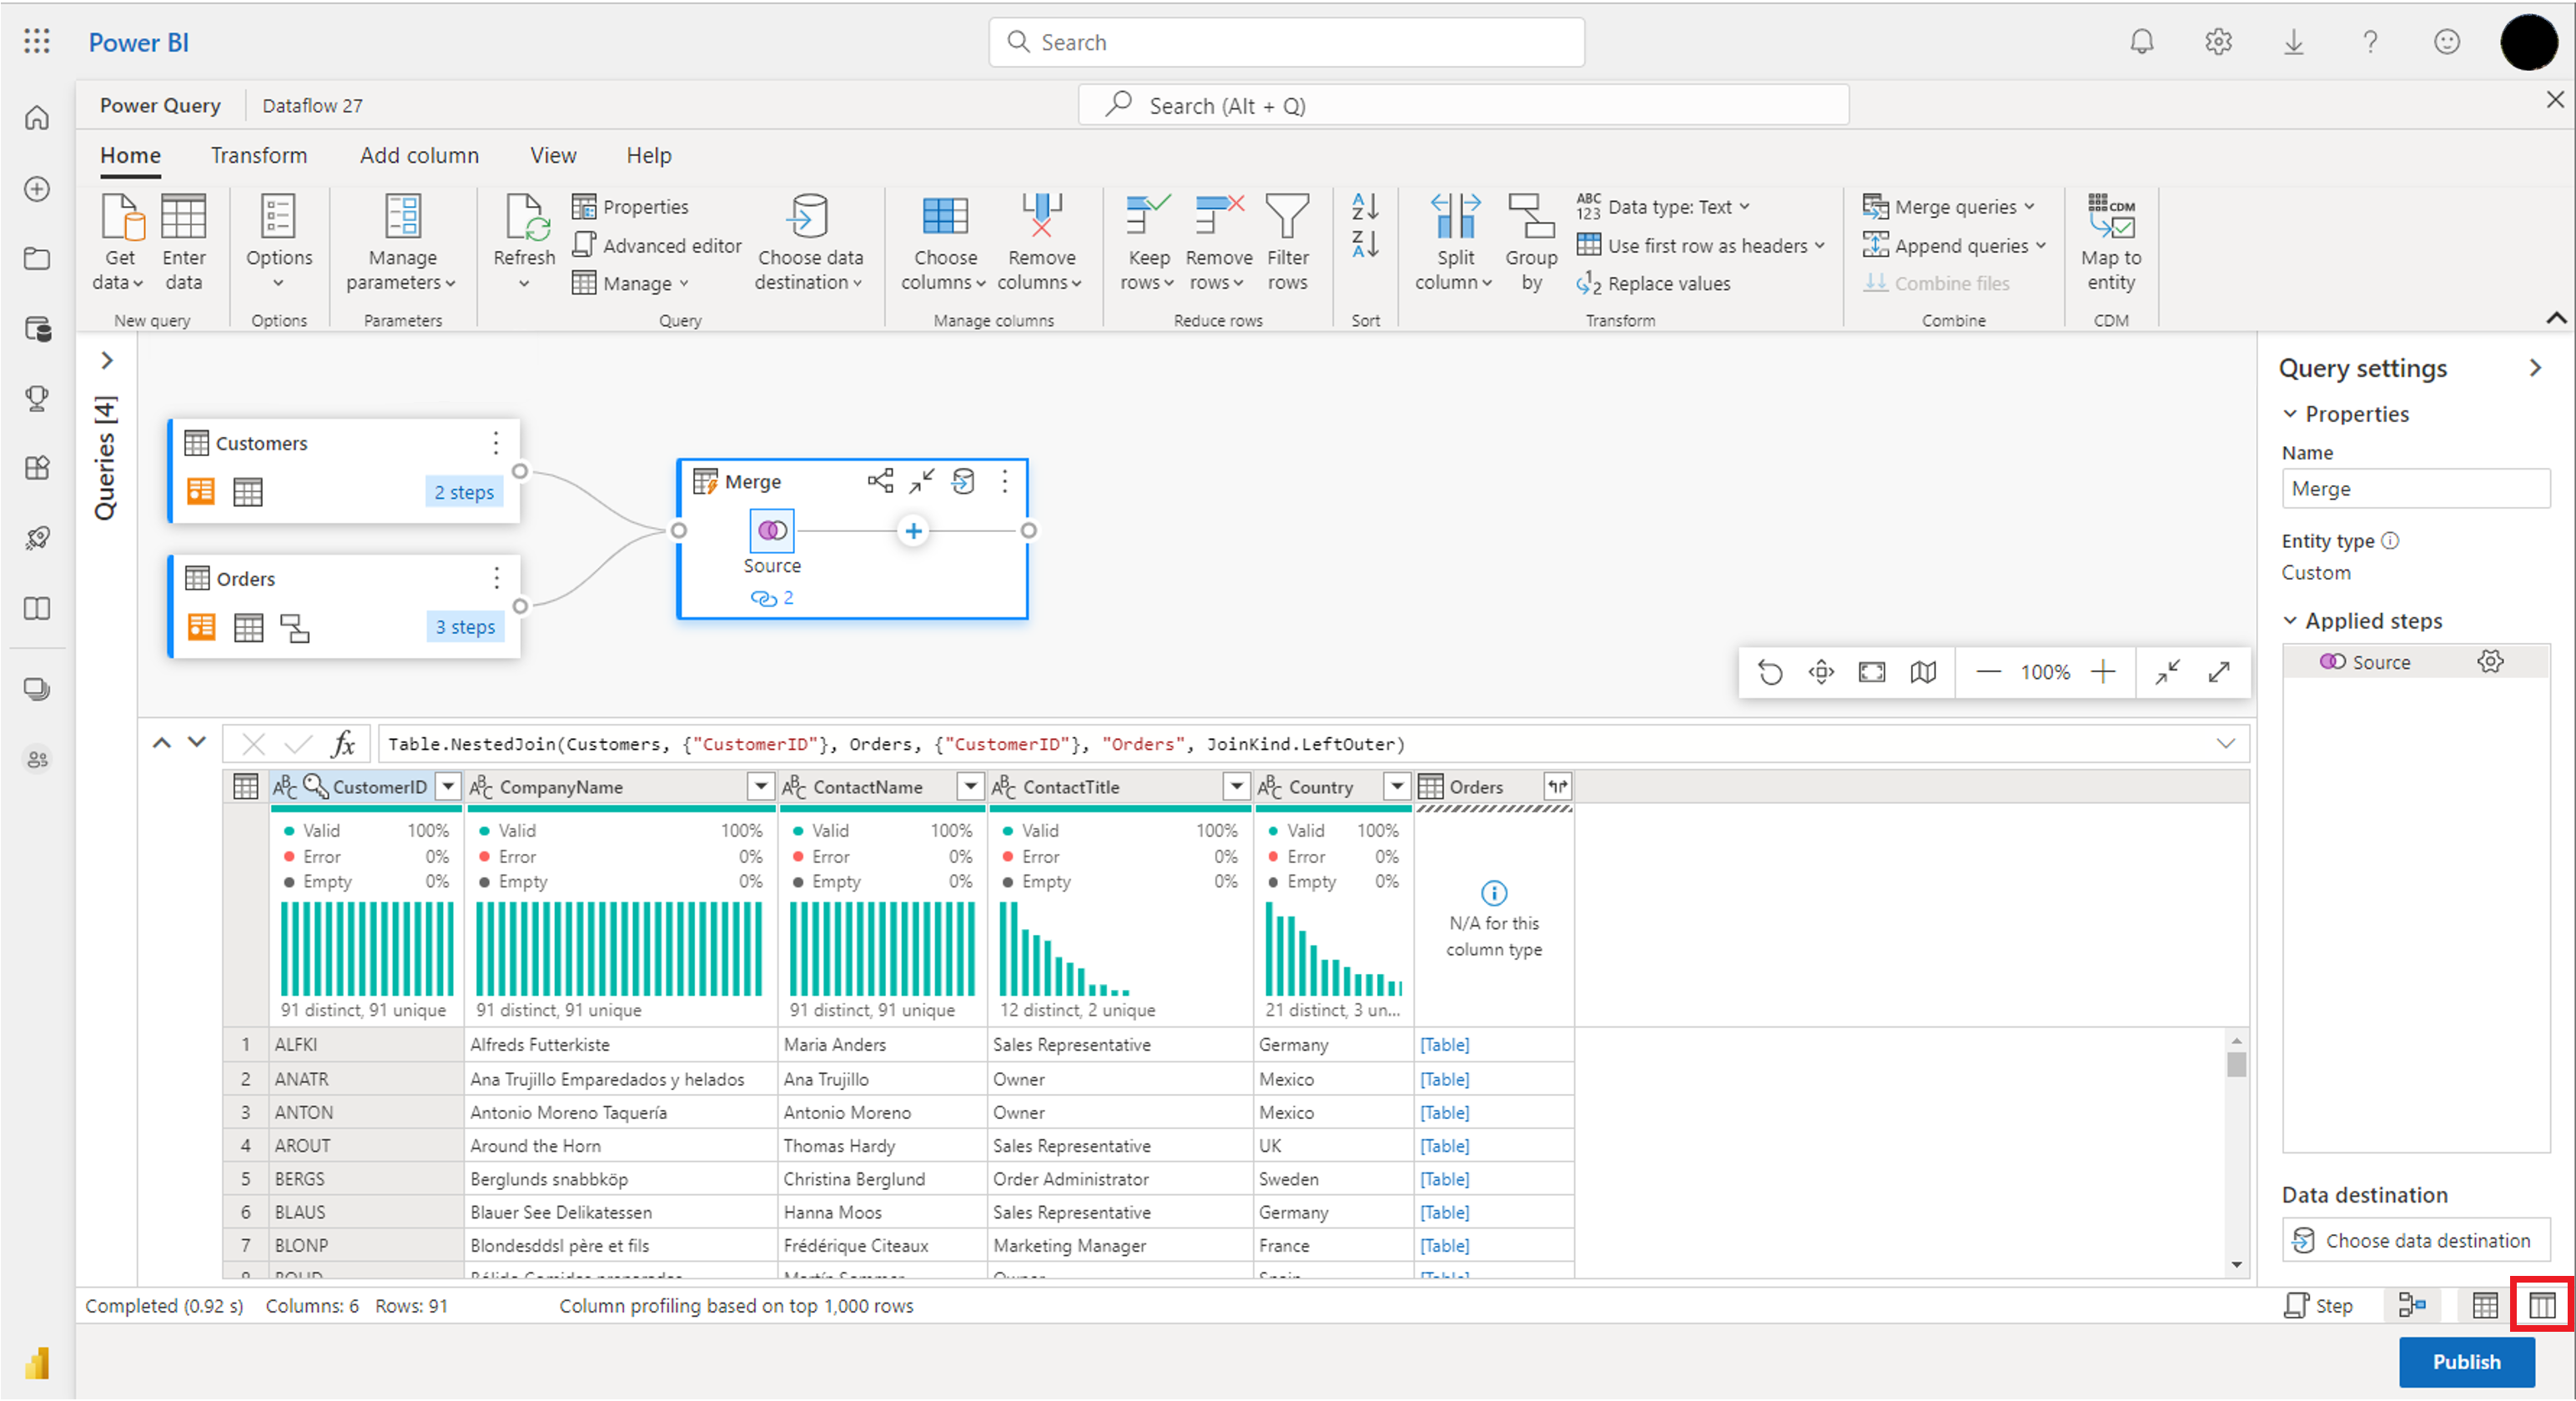 Power BI
Search
Power Query
Dataflow 27
Search (Alt + Q)
Home
Transform
Add column
View
Help
Get data
Enter data
New query
Options
Options
Manage parameters
Parameters
Refresh
Properties
Advanced editor
Manage
Choose data destination
Query
Choose columns
Remove columns
Manage columns
Keep rows
Remove rows
Filter rows
Reduce rows
Sort
Split column
Group by
Data type: Text
Use first row as headers
Replace values
Transform
Merge queries
Append queries
Combine files
Combine
CDM
Map to entity
CDM
Queries [4]
Customers
2 steps
Orders
3 steps
Merge
Source
2
100%
Query settings
Properties
Name
Merge
Entity type
Custom
Applied steps
Source
Data destination
Choose data destination
fx
Table.NestedJoin(Customers, {"CustomerID"}, Orders, {"CustomerID"}, "Orders", JoinKind.LeftOuter)
CustomerID CompanyName ContactName ContactTitle Country Orders
Valid 100% Valid 100% Valid 100% Valid 100% Valid 100%
Error 0% Error 0% Error 0% Error 0% Error 0%
Empty 0% Empty 0% Empty 0% Empty 0% Empty 0%
N/A for this
column type
91 distinct, 91 unique 91 distinct, 91 unique 91 distinct, 91 unique 12 distinct, 2 unique 21 distinct, 3 un...
1 ALFKI Alfreds Futterkiste Maria Anders Sales Representative Germany [Table]
2 ANATR Ana Trujillo Emparedados y helados Ana Trujillo Owner Mexico [Table]
3 ANTON Antonio Moreno Taquería Antonio Moreno Owner Mexico [Table]
4 AROUT Around the Horn Thomas Hardy Sales Representative UK [Table]
5 BERGS Berglunds snabbköp Christina Berglund Order Administrator Sweden [Table]
6 BLAUS Blauer See Delikatessen Hanna Moos Sales Representative Germany [Table]
7 BLONP Blondesddsl père et fils Frédérique Citeaux Marketing Manager France [Table]
Completed (0.92 s) Columns: 6 Rows: 91
Column profiling based on top 1,000 rows
Step
Publish